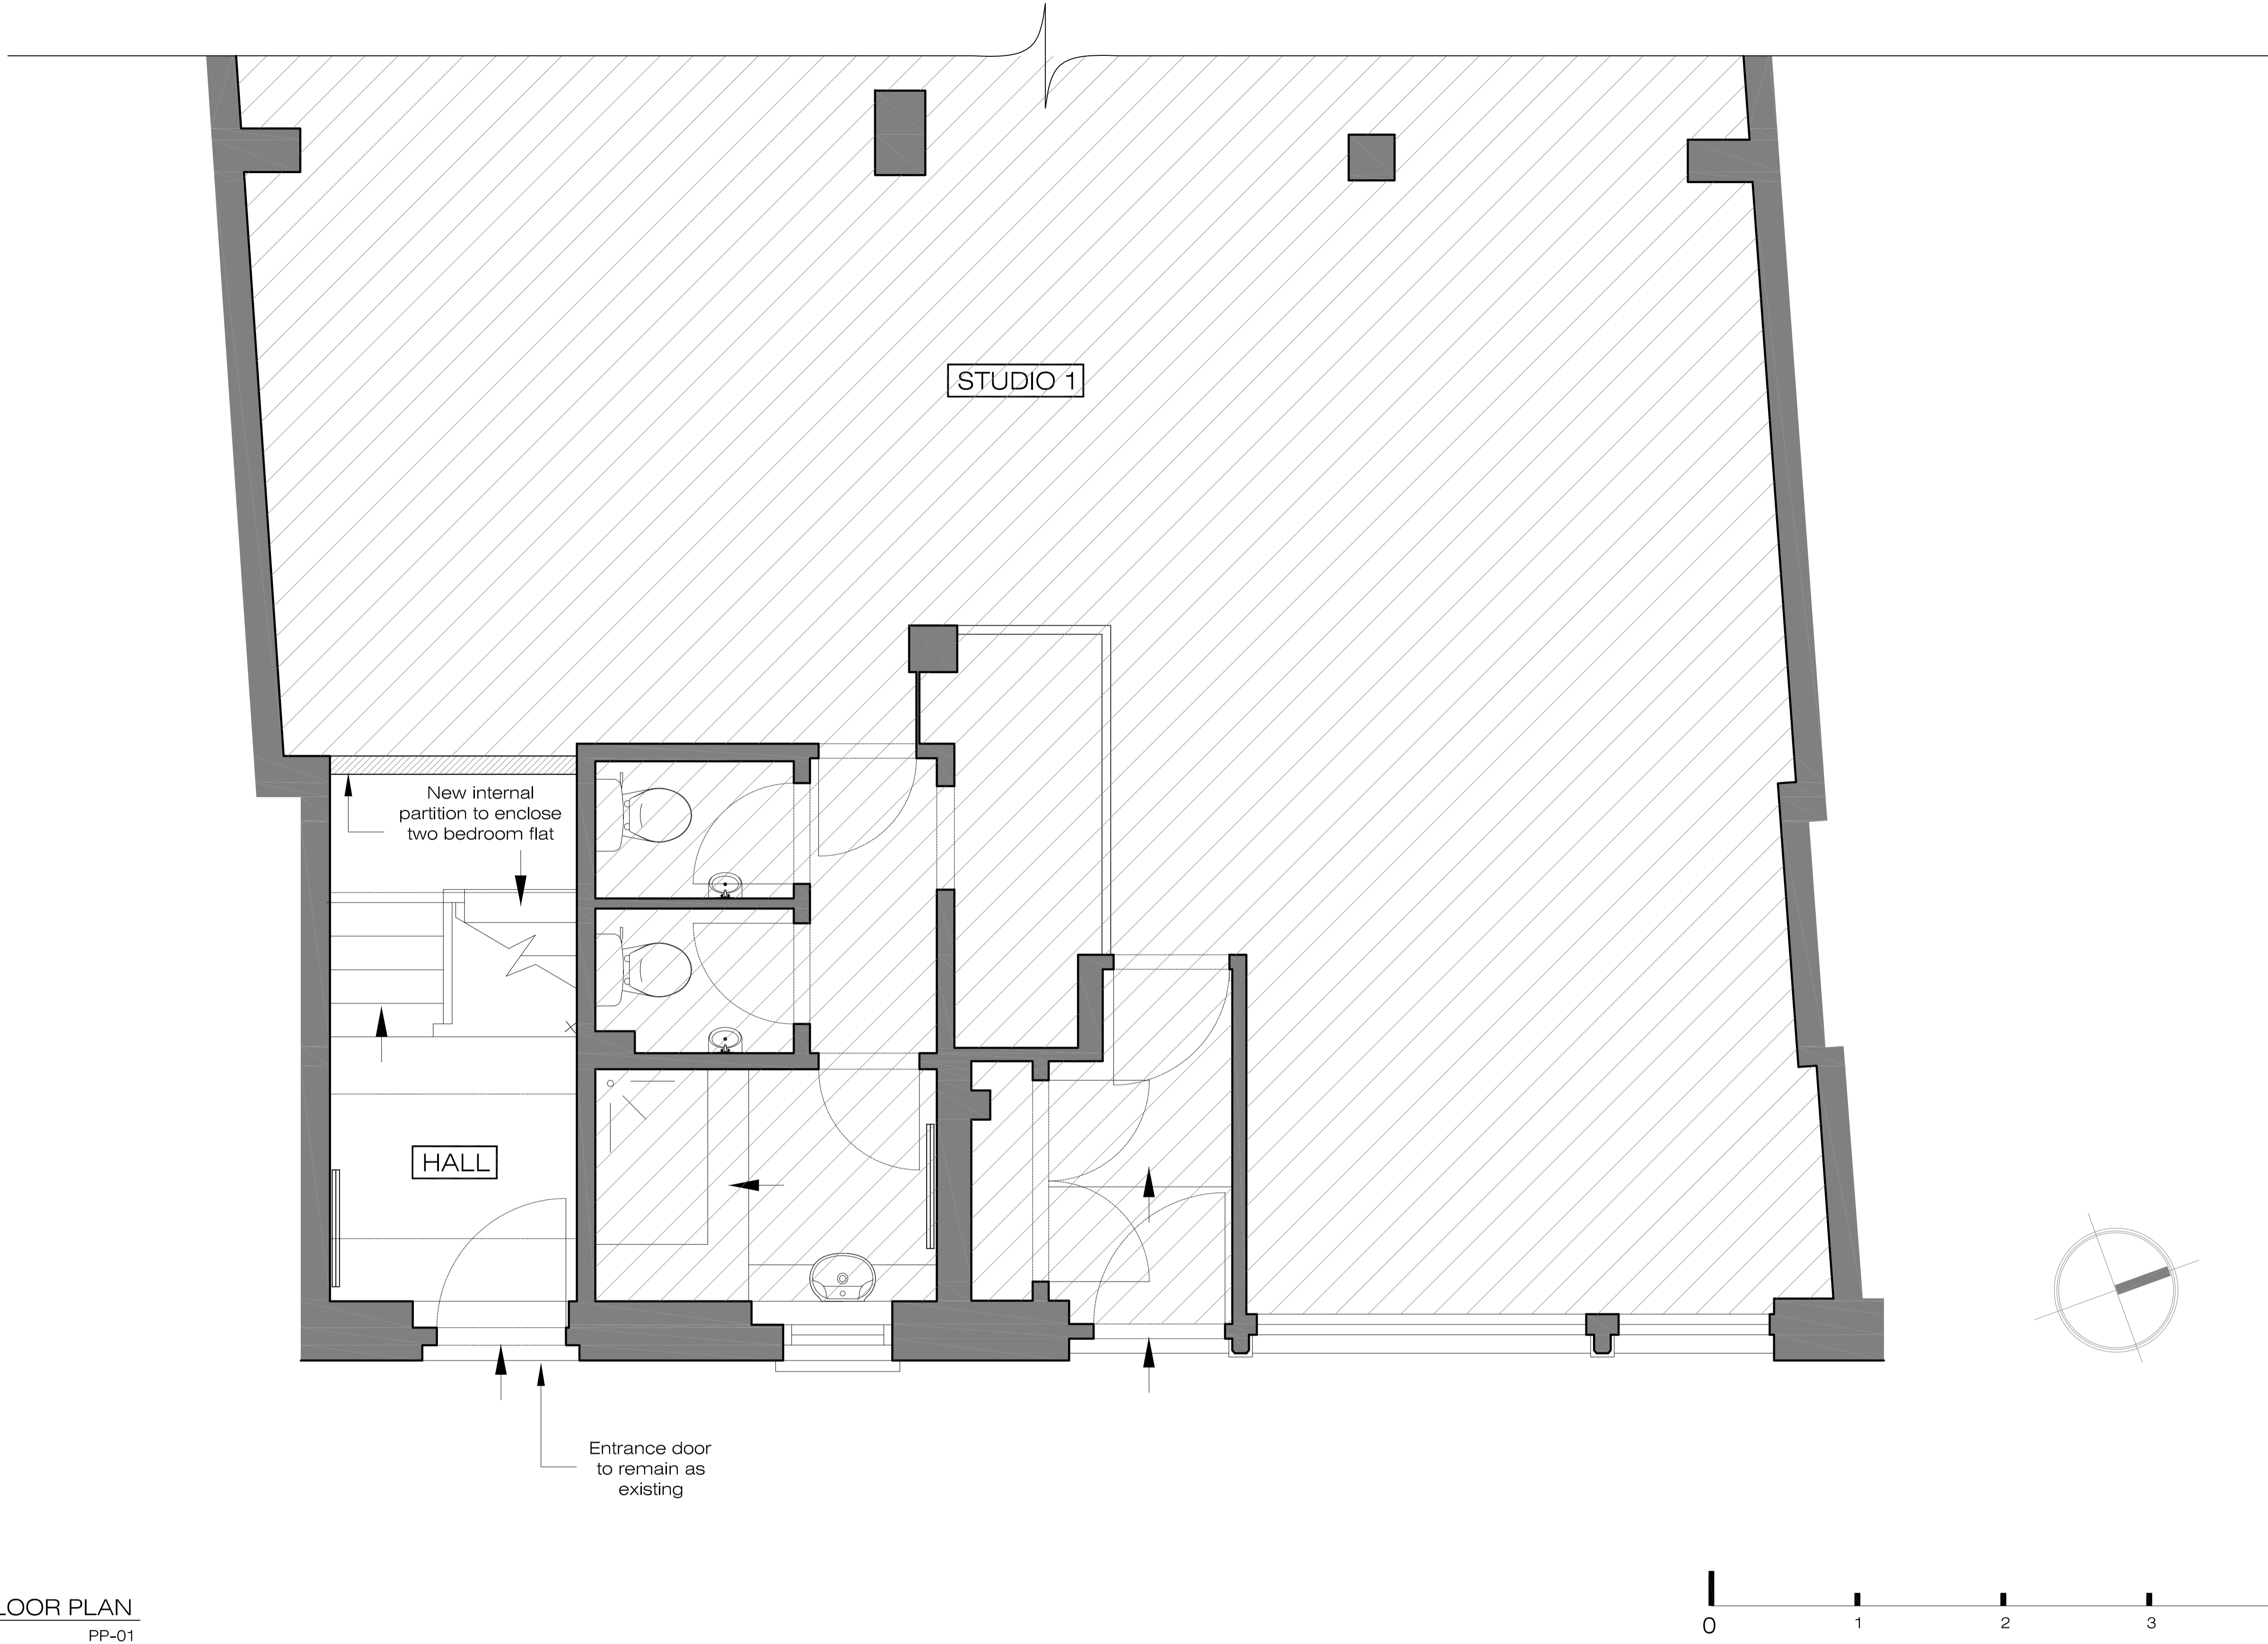 STUDIO 1
New internal
partition to enclose
two bedroom flat
HALL
Entrance door
to remain as
existing
LOOR PLAN
PP-01
0 1 2 3